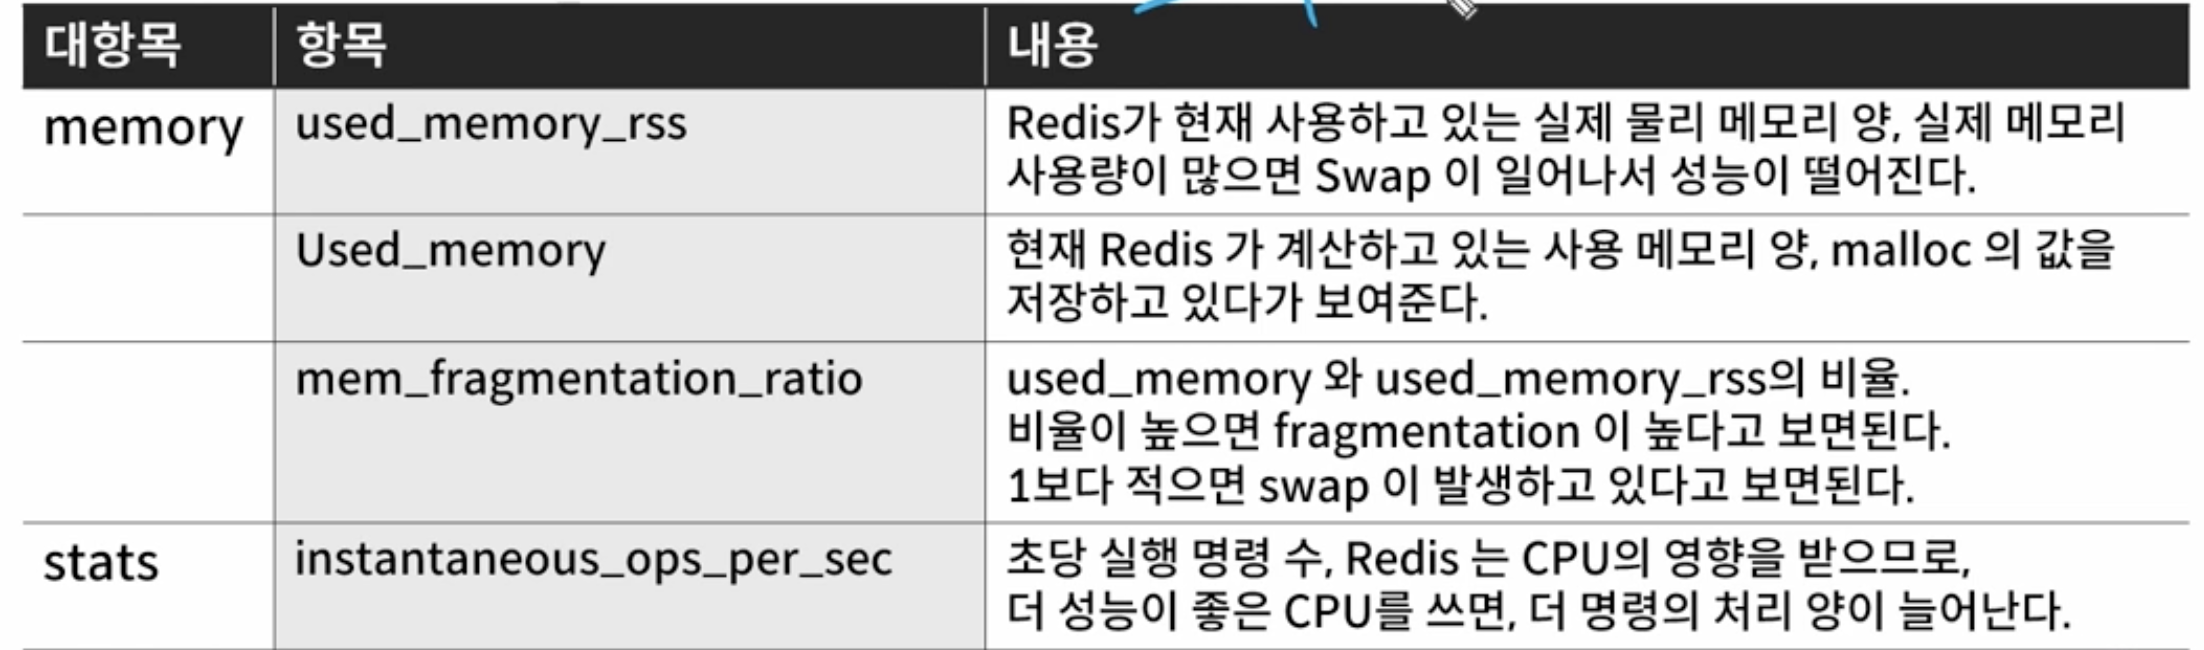 대항목 항목 내용
memory used_memory_rss Redis가 현재 사용하고 있는 실제 물리 메모리 양, 실제 메모리
사용량이 많으면 Swap 이 일어나서 성능이 떨어진다.
Used_memory 현재 Redis 가 계산하고 있는 사용 메모리 양, malloc 의 값을
저장하고 있다가 보여준다.
mem_fragmentation_ratio used_memory 와 used_memory_rss의 비율.
비율이 높으면 fragmentation 이 높다고 보면된다.
1보다 적으면 swap 이 발생하고 있다고 보면된다.
stats instantaneous_ops_per_sec 초당 실행 명령 수, Redis 는 CPU의 영향을 받으므로,
더 성능이 좋은 CPU를 쓰면, 더 명령의 처리 양이 늘어난다.